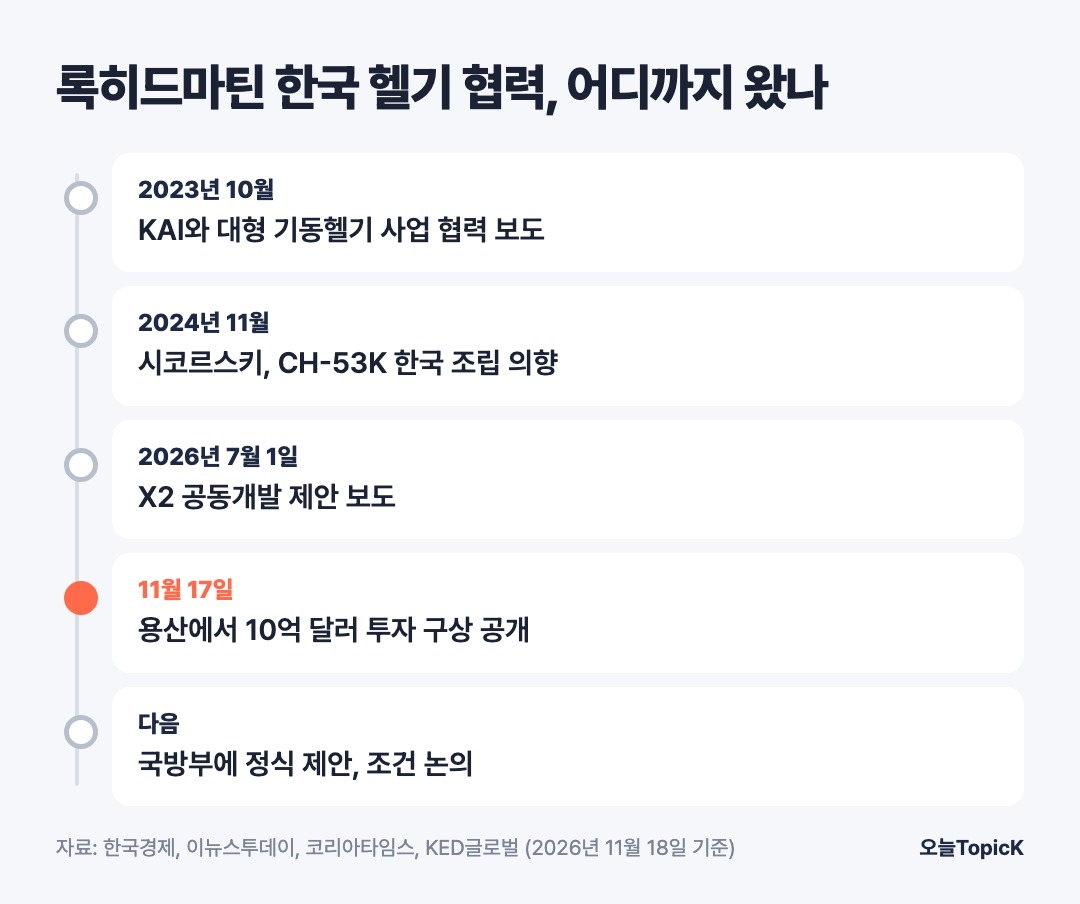 록히드마틴 한국 헬기 협력, 어디까지 왔나
2023년 10월
KAI와 대형 기동헬기 사업 협력 보도
2024년 11월
시코르스키, CH-53K 한국 조립 의향
2026년 7월 1일
X2 공동개발 제안 보도
11월 17일
용산에서 10억 달러 투자 구상 공개
다음
국방부에 정식 제안, 조건 논의
자료: 한국경제, 이뉴스투데이, 코리아타임스, KED글로벌 (2026년 11월 18일 기준)
오늘TopicK